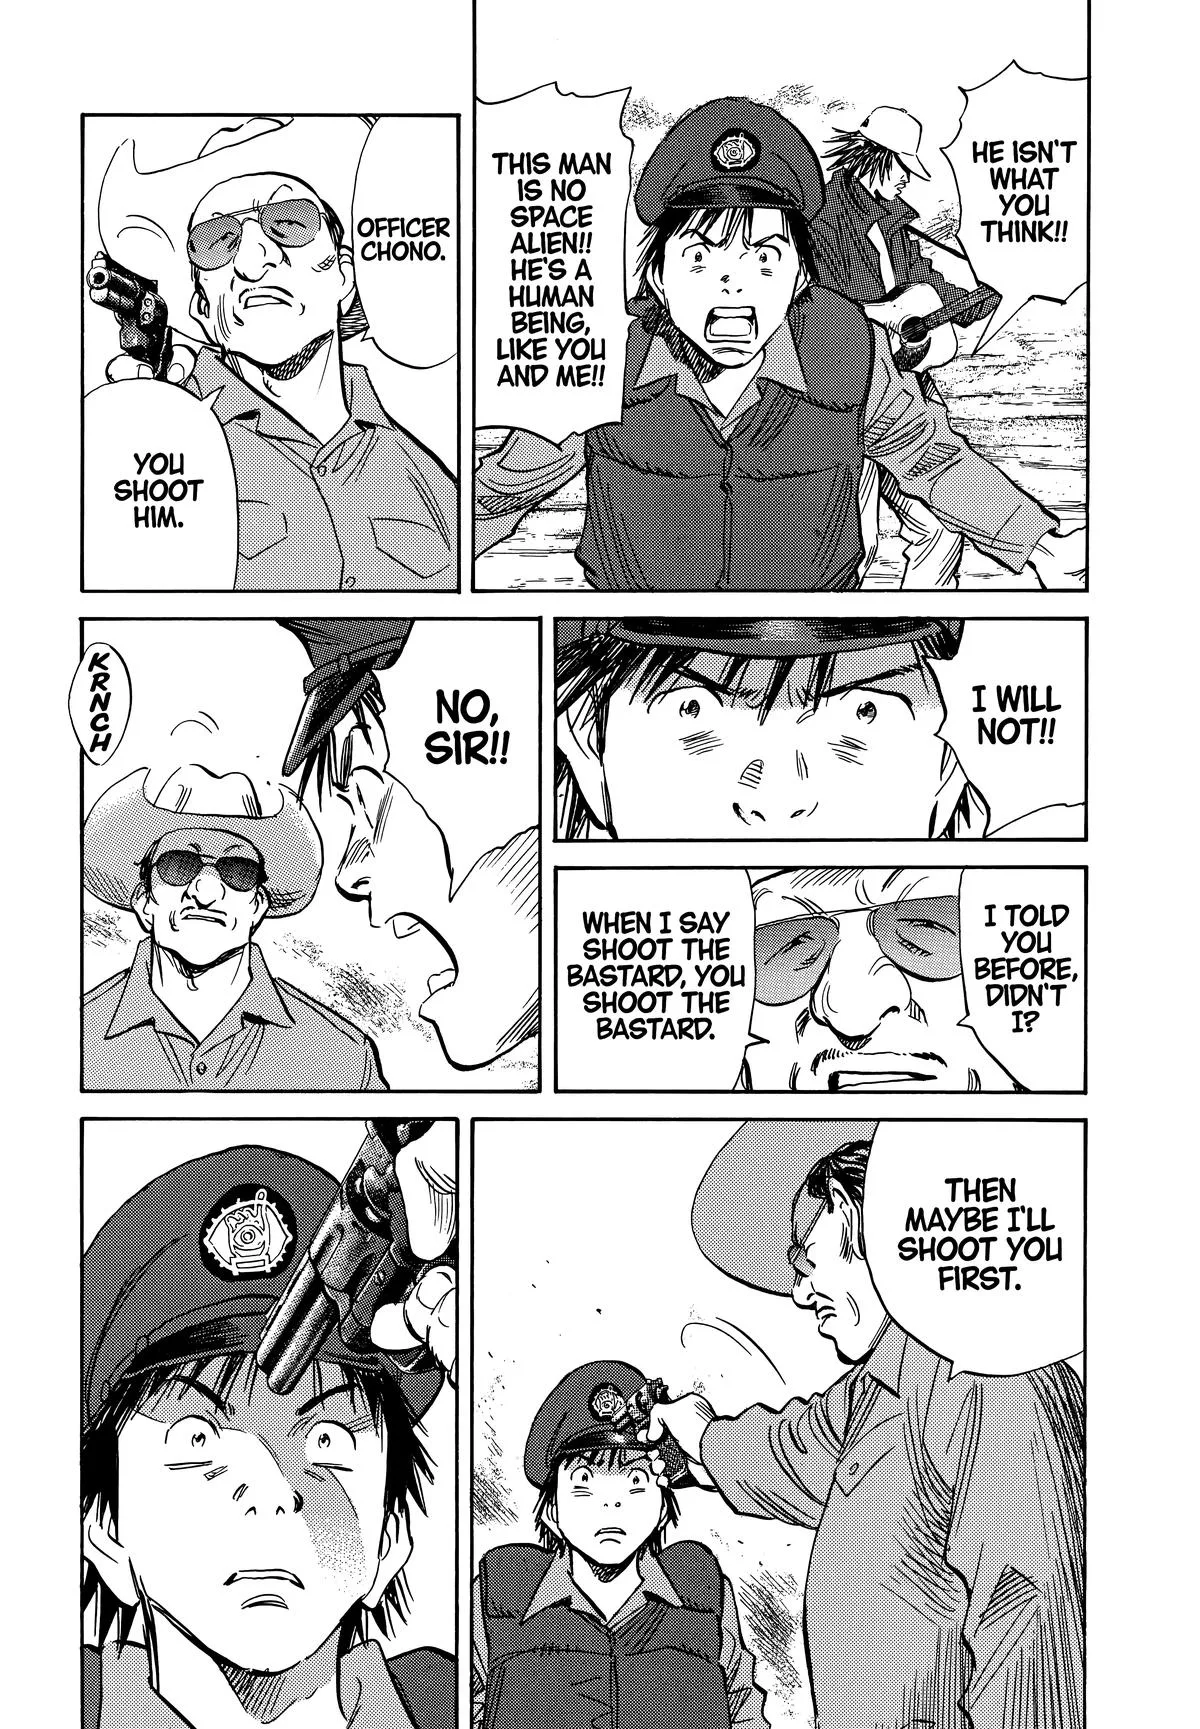 HE ISN'T
WHAT
YOU
THINK!!
THIS MAN
IS NO
SPACE
ALIEN!!
HE'S A
HUMAN
BEING,
LIKE YOU
AND ME!!
OFFICER
CHONO.
YOU
SHOOT
HIM.
I WILL
NOT!!
NO,
SIR!!
KRNCH
I TOLD
YOU
BEFORE,
DIDN'T
I?
WHEN I SAY
SHOOT THE
BASTARD, YOU
SHOOT THE
BASTARD.
THEN
MAYBE I'LL
SHOOT YOU
FIRST.